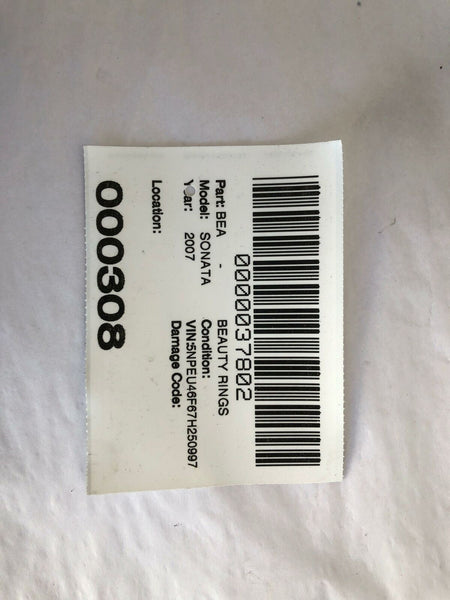 0000037802
Part: BEA - BEAUTY RINGS
Model: SONATA Condition:
Year: 2007 VIN:5NPEU46F67H250997
Damage Code:
Location:
000308